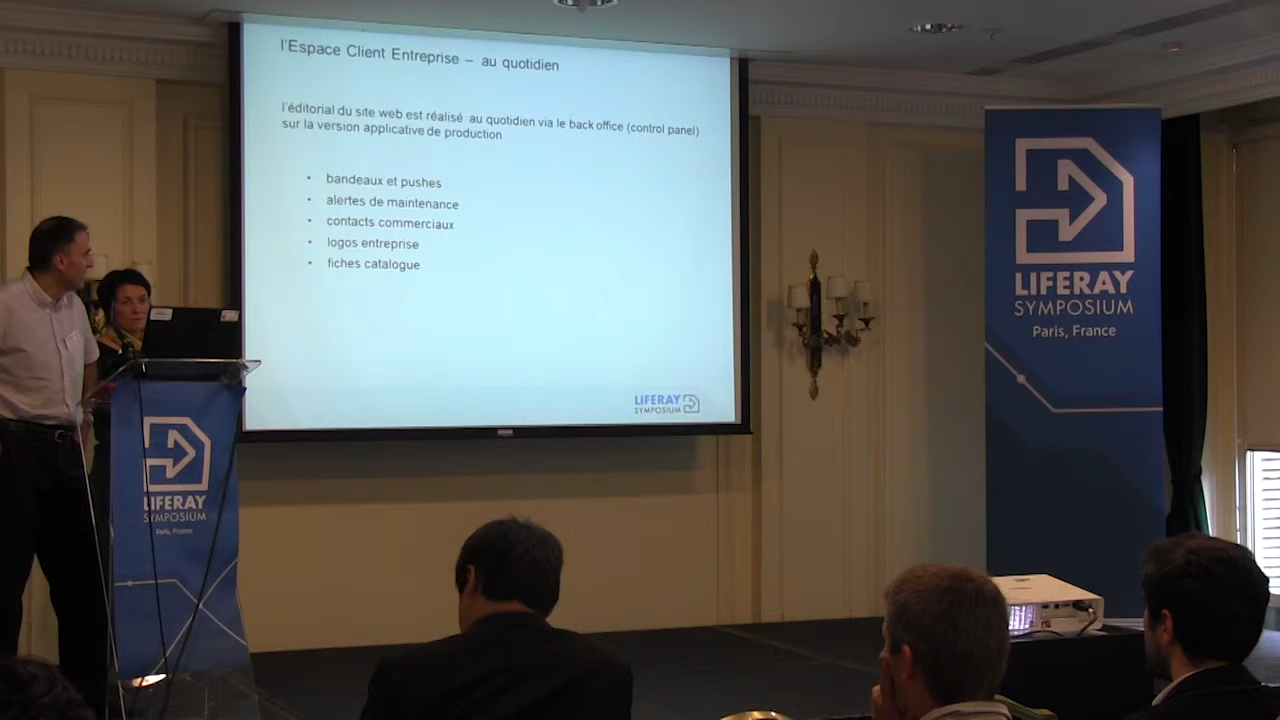 l'Espace Client Entreprise – au quotidien
l'éditorial du site web est réalisé au quotidien via le back office (control panel)
sur la version applicative de production
• bandeaux et pushes
• alertes de maintenance
• contacts commerciaux
• logos entreprise
• fiches catalogue
LIFERAY
SYMPOSIUM
LIFERAY
SYMPOSIUM
Paris, France
LIFERAY
SYMPOSIUM
Paris, France